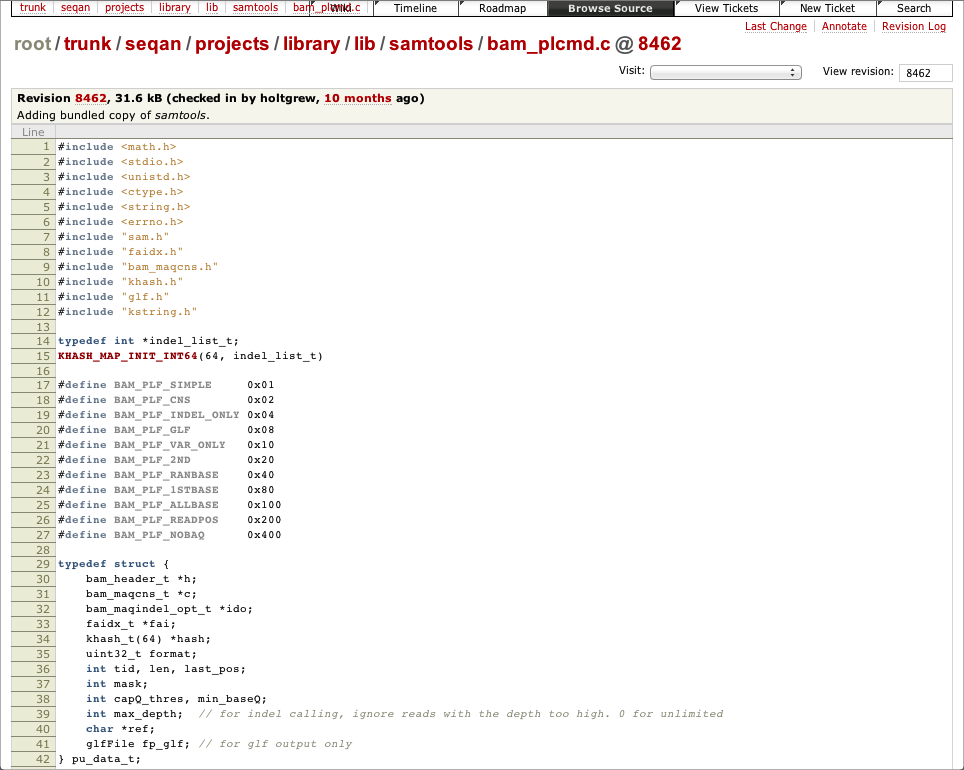 trunk seqan projects library lib samtools bam_plcmd.c Wiki Timeline Roadmap Browse Source View Tickets New Ticket Search
Last Change Annotate Revision Log
root/trunk/seqan/projects/library/lib/samtools/bam_plcmd.c @ 8462
Visit: View revision: 8462
Revision 8462, 31.6 kB (checked in by holtgrew, 10 months ago)
Adding bundled copy of samtools.
Line
1 #include <math.h>
2 #include <stdio.h>
3 #include <unistd.h>
4 #include <ctype.h>
5 #include <string.h>
6 #include <errno.h>
7 #include "sam.h"
8 #include "faidx.h"
9 #include "bam_maqcns.h"
10 #include "khash.h"
11 #include "glf.h"
12 #include "kstring.h"
13
14 typedef int *indel_list_t;
15 KHASH_MAP_INIT_INT64(64, indel_list_t)
16
17 #define BAM_PLF_SIMPLE     0x01
18 #define BAM_PLF_CNS        0x02
19 #define BAM_PLF_INDEL_ONLY 0x04
20 #define BAM_PLF_GLF        0x08
21 #define BAM_PLF_VAR_ONLY   0x10
22 #define BAM_PLF_2ND        0x20
23 #define BAM_PLF_RANBASE    0x40
24 #define BAM_PLF_1STBASE    0x80
25 #define BAM_PLF_ALLBASE    0x100
26 #define BAM_PLF_READPOS    0x200
27 #define BAM_PLF_NOBAQ      0x400
28
29 typedef struct {
30     bam_header_t *h;
31     bam_maqcns_t *c;
32     bam_maqindel_opt_t *ido;
33     faidx_t *fai;
34     khash_t(64) *hash;
35     uint32_t format;
36     int tid, len, last_pos;
37     int mask;
38     int capQ_thres, min_baseQ;
39     int max_depth;  // for indel calling, ignore reads with the depth too high. 0 for unlimited
40     char *ref;
41     glfFile fp_glf; // for glf output only
42 } pu_data_t;